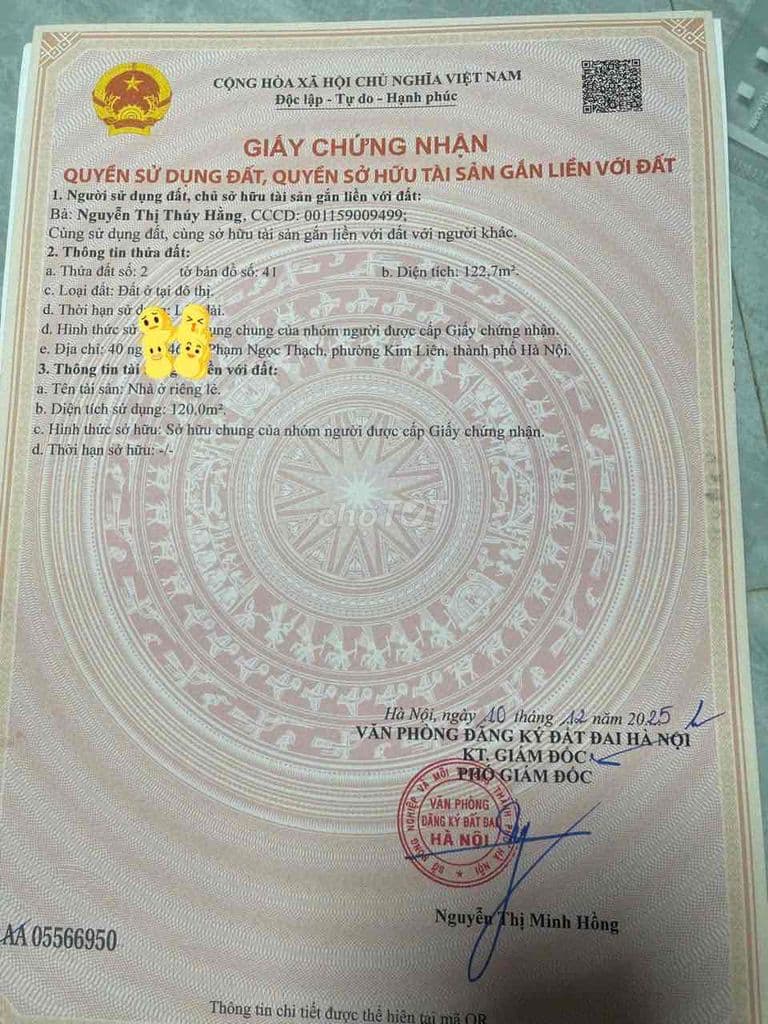 CỘNG HÒA XÃ HỘI CHỦ NGHĨA VIỆT NAM
Độc lập - Tự do - Hạnh phúc
GIẤY CHỨNG NHẬN
QUYỀN SỬ DỤNG ĐẤT, QUYỀN SỞ HỮU TÀI SẢN GẮN LIỀN VỚI ĐẤT
1. Người sử dụng đất, chủ sở hữu tài sản gắn liền với đất:
Bà: Nguyễn Thị Thúy Hằng, CCCD: 001159009499;
Cùng sử dụng đất, cùng sở hữu tài sản gắn liền với đất với người khác.
2. Thông tin thửa đất:
a. Thửa đất số: 2 tờ bản đồ số: 41 b. Diện tích: 122,7m².
c. Loại đất: Đất ở tại đô thị.
d. Thời hạn sử
đ. Hình thức sử chung của nhóm người được cấp Giấy chứng nhận.
e. Địa chỉ: 40 Phạm Ngọc Thạch, phường Kim Liên, thành phố Hà Nội.
3. Thông tin tài với đất:
a. Tên tài sản: Nhà ở riêng lẻ.
b. Diện tích sử dụng: 120,0m².
c. Hình thức sở hữu: Sở hữu chung của nhóm người được cấp Giấy chứng nhận.
d. Thời hạn sở hữu: -/-
chợTỐT
Hà Nội, ngày 10 tháng 12 năm 2025
VĂN PHÒNG ĐĂNG KÝ ĐẤT ĐAI HÀ NỘI
KT. GIÁM ĐỐC
PHÓ GIÁM ĐỐC
VĂN PHÒNG
ĐĂNG KÝ ĐẤT ĐAI
HÀ NỘI
Nguyễn Thị Minh Hồng
AA 05566950
Thông tin chi tiết được thể hiện tại mã QR